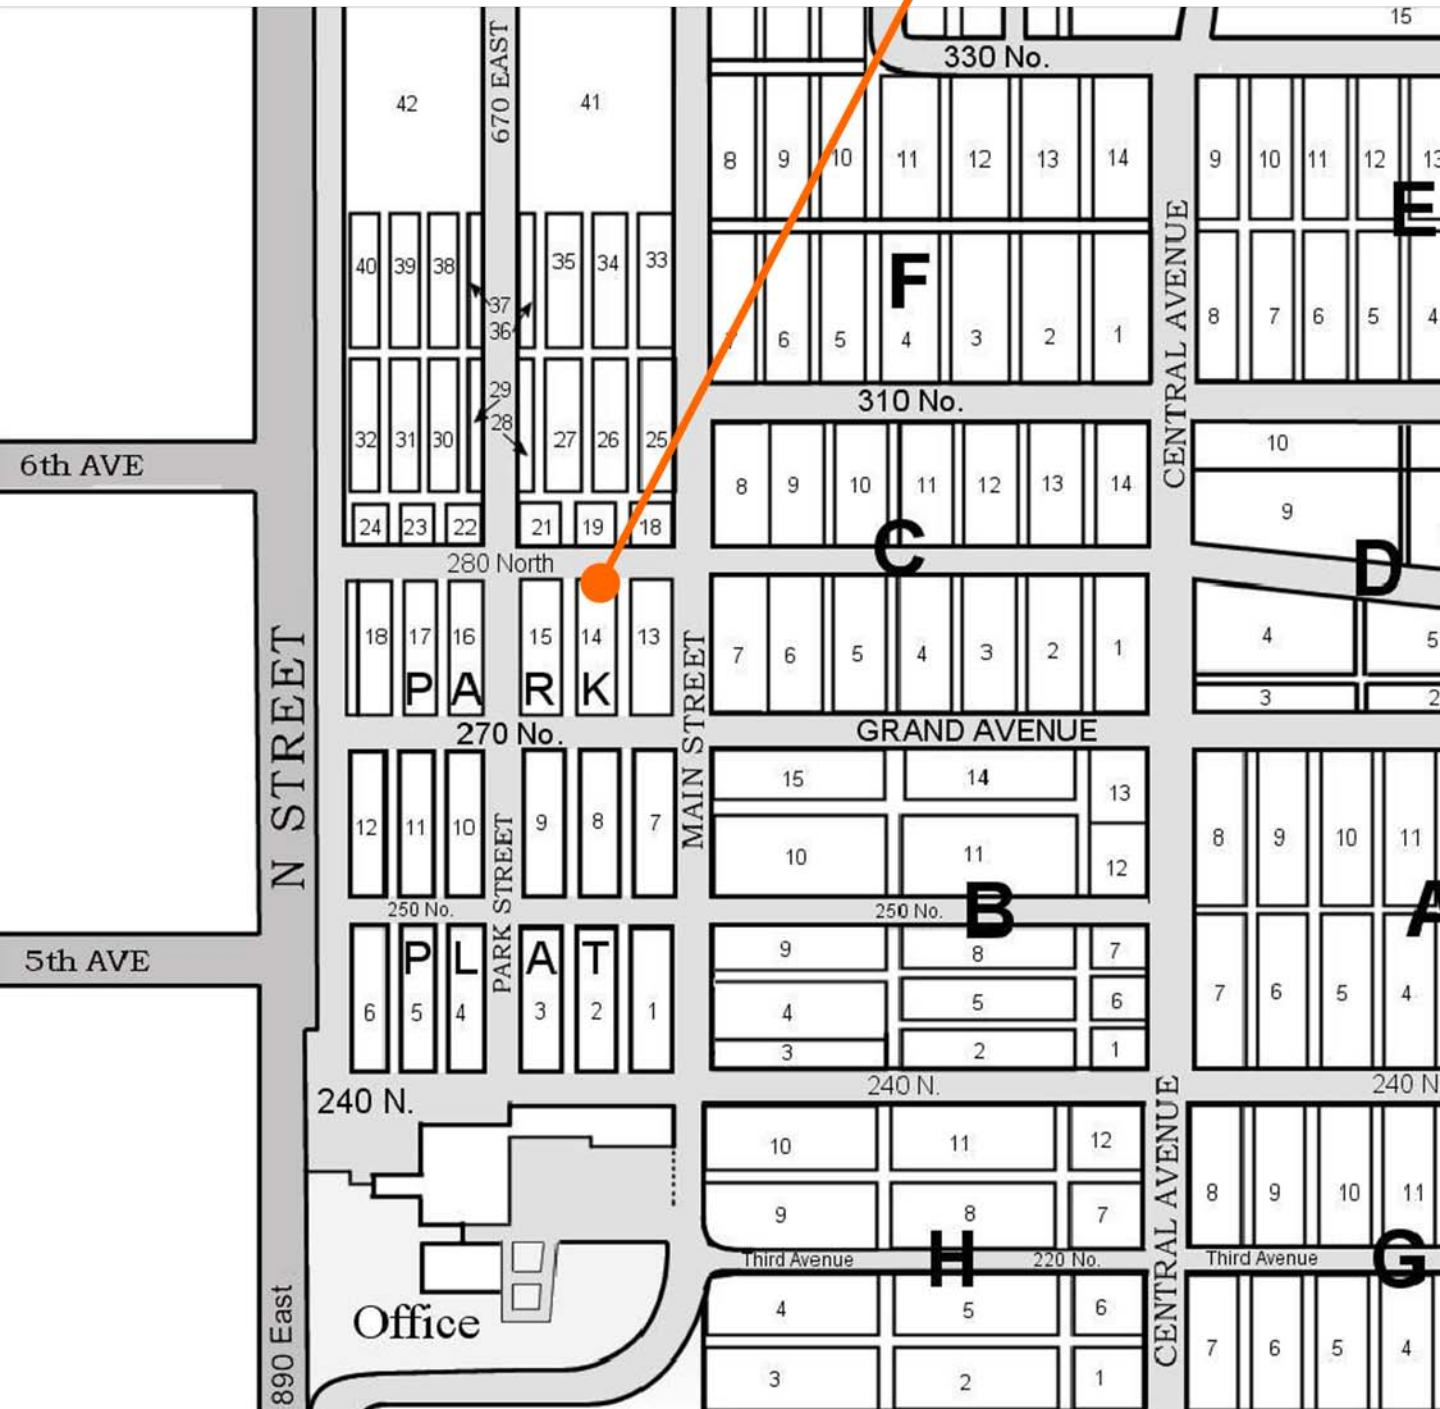 15
330 No.
670 EAST
42 41
8 9 10 11 12 13 14 9 10 11 12 13
E
40 39 38 35 34 33
37
36
F
CENTRAL AVENUE
6 5 4 3 2 1 8 7 6 5 4
29
28
310 No.
32 31 30 27 26 25
10
6th AVE
8 9 10 11 12 13 14
9
24 23 22 21 19 18
C
D
280 North
18 17 16 15 14 13
7 6 5 4 3 2 1
4 5
PARK
3 2
270 No.
GRAND AVENUE
N STREET
MAIN STREET
15 14 13
12 11 10 9 8 7
10 11 12
8 9 10 11
PARK STREET
250 No.
250 No.
B
A
5th AVE
PLAT
9 8 7
6 5 4 3 2 1
4 5 6
7 6 5 4
3 2 1
240 N.
240 N.
240 N
10 11 12
CENTRAL AVENUE
9 8 7
8 9 10 11
Third Avenue
H
220 No.
Third Avenue
G
Office
890 East
4 5 6
7 6 5 4
3 2 1